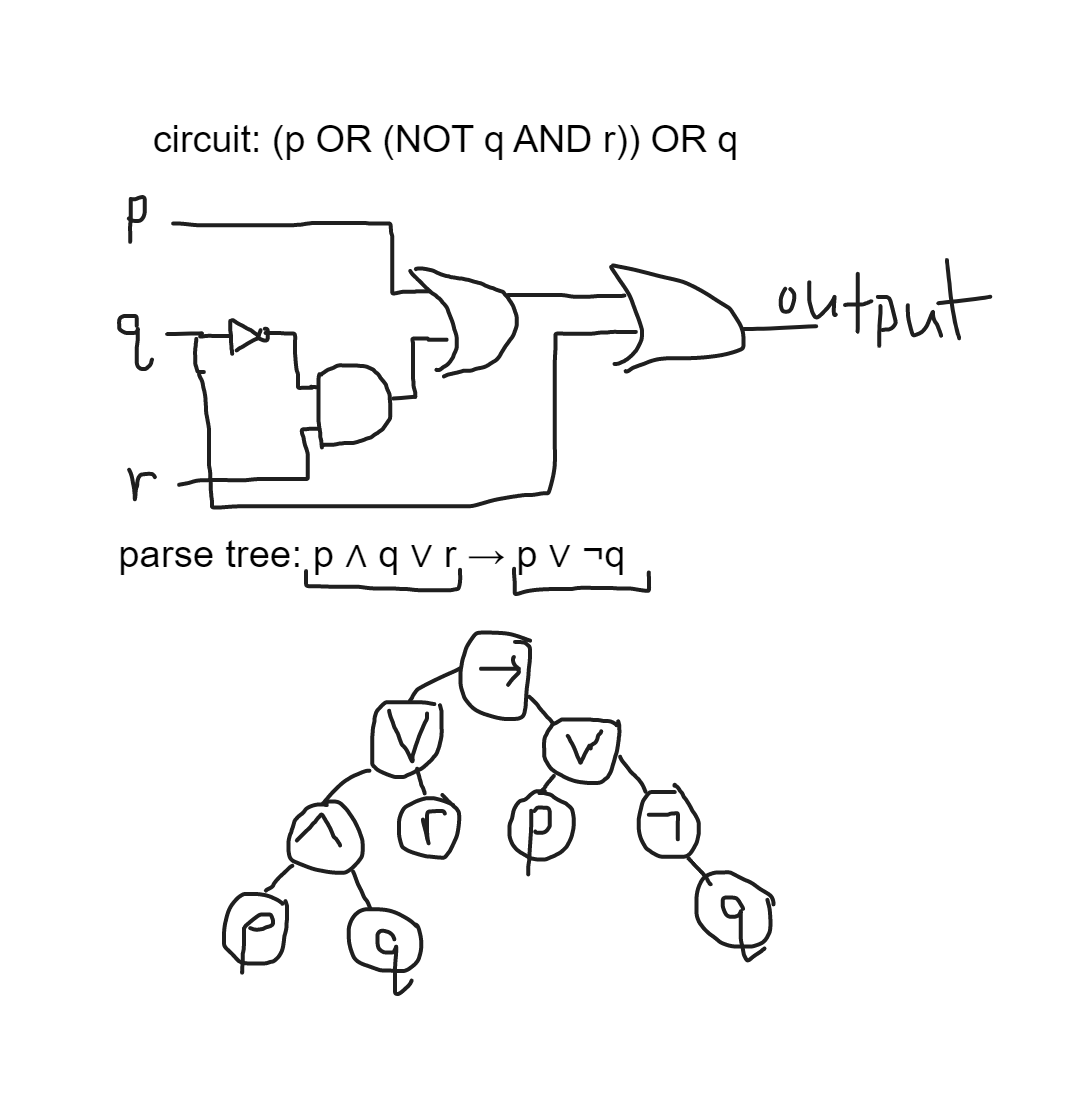 circuit: (p OR (NOT q AND r)) OR q
p
q
output
r
parse tree: p ∧ q ∨ r → p ∨ ¬q
→
∨
∨
∧
r
p
¬
p
q
q